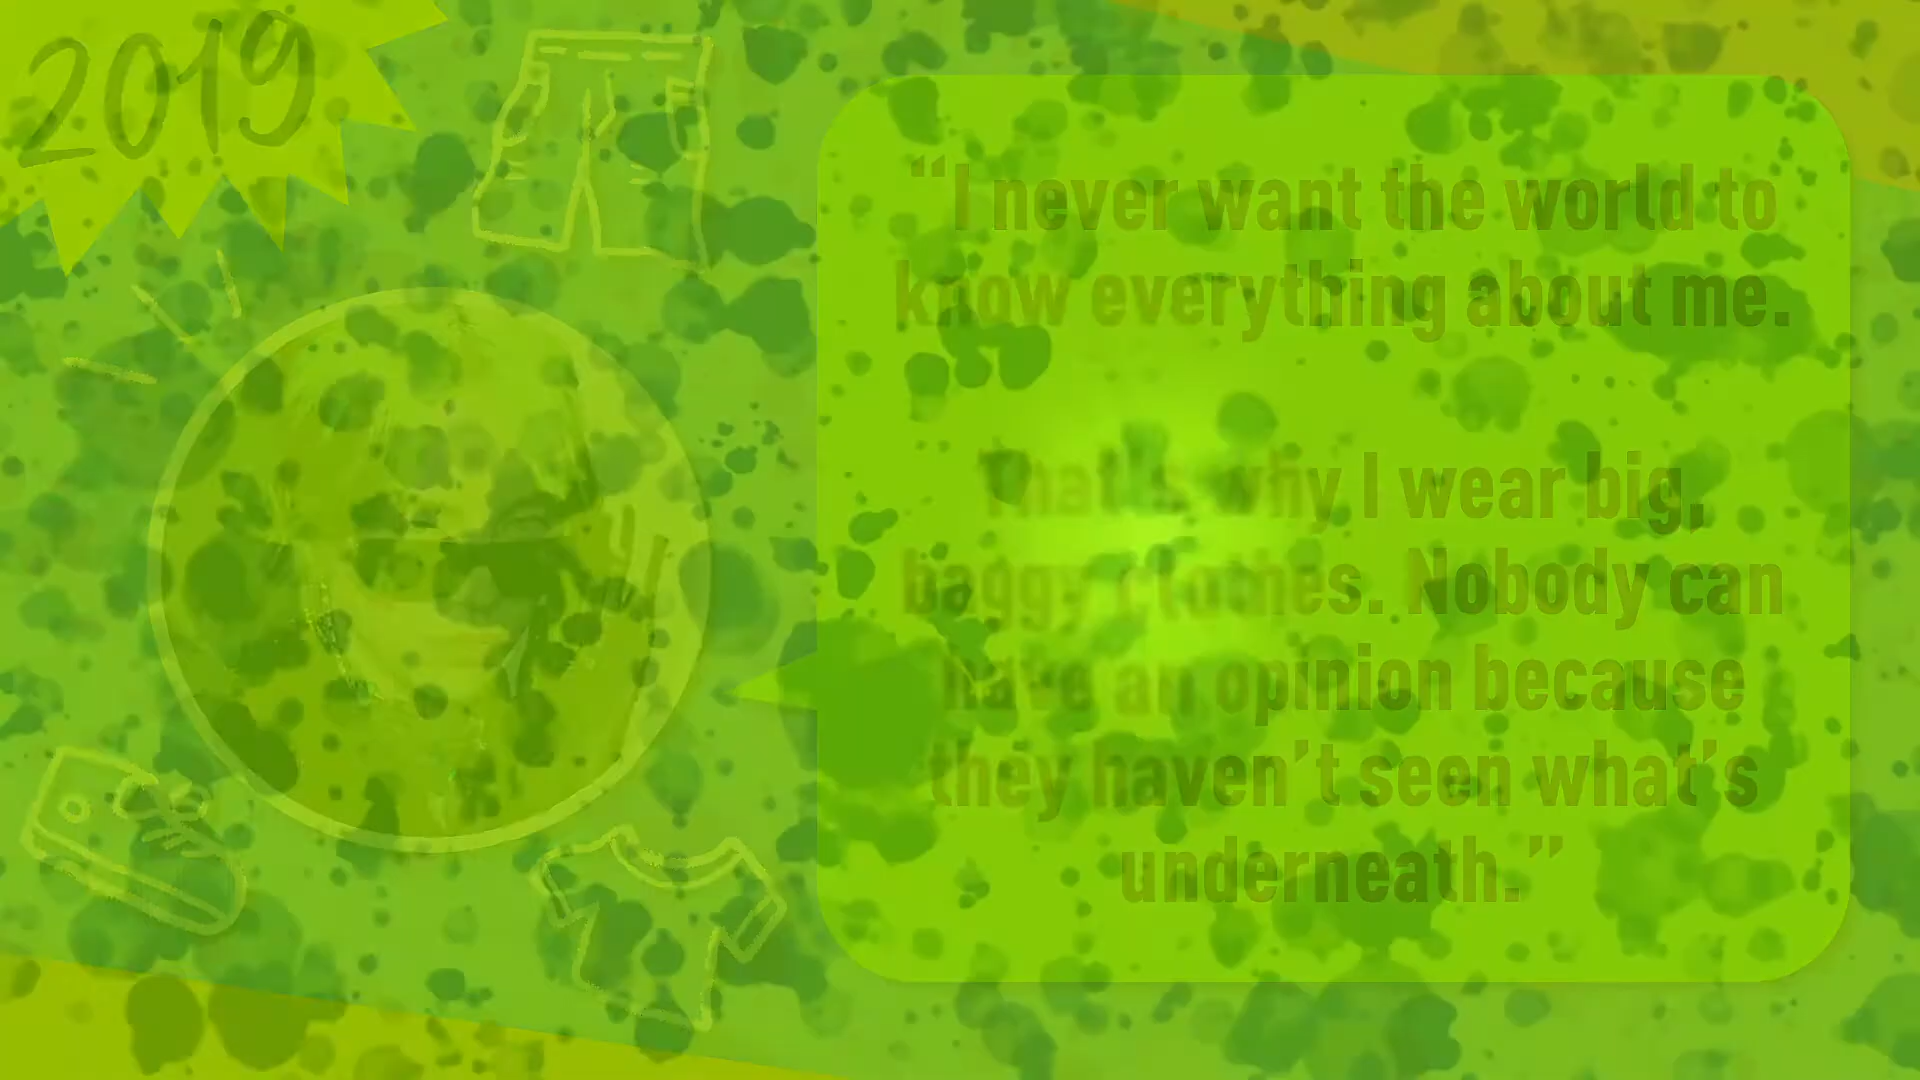 2019
“I never want the world to
know everything about me.
That’s why I wear big,
baggy clothes. Nobody can
have an opinion because
they haven’t seen what’s
underneath.”